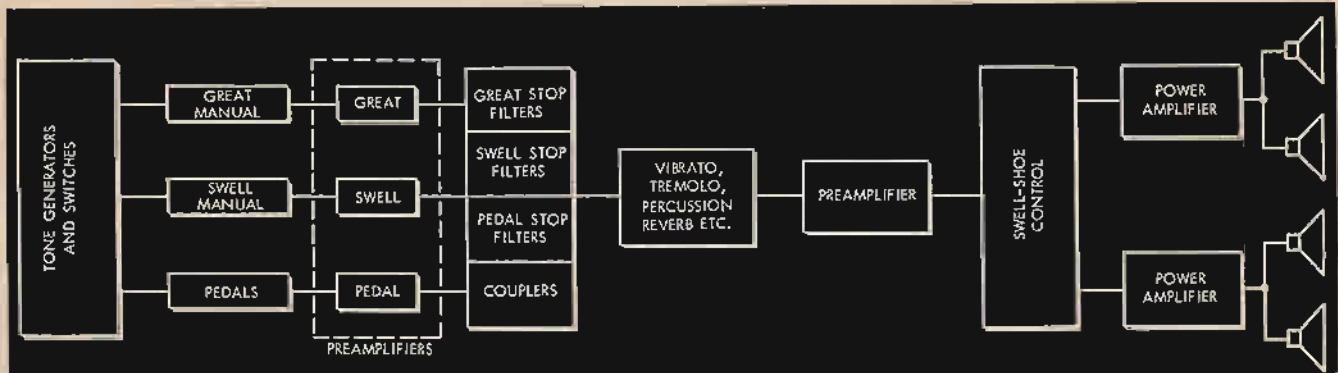 TONE GENERATORS
AND SWITCHES
GREAT
MANUAL
SWELL
MANUAL
PEDALS
GREAT
SWELL
PEDAL
PREAMPLIFIERS
GREAT STOP
FILTERS
SWELL STOP
FILTERS
PEDAL STOP
FILTERS
COUPLERS
VIBRATO,
TREMOLO,
PERCUSSION
REVERB ETC.
PREAMPLIFIER
SWELL-SHOE
CONTROL
POWER
AMPLIFIER
POWER
AMPLIFIER